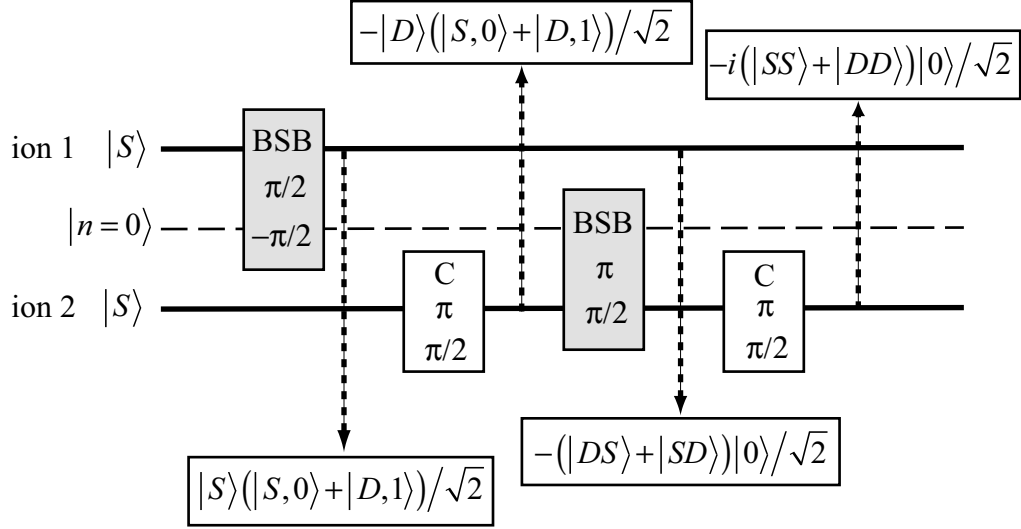 −|D⟩(|S,0⟩+|D,1⟩)/√2
−i(|SS⟩+|DD⟩)|0⟩/√2
ion 1 |S⟩
BSB
π/2
−π/2
|n=0⟩
BSB
π
π/2
ion 2 |S⟩
C
π
π/2
C
π
π/2
|S⟩(|S,0⟩+|D,1⟩)/√2
−(|DS⟩+|SD⟩)|0⟩/√2